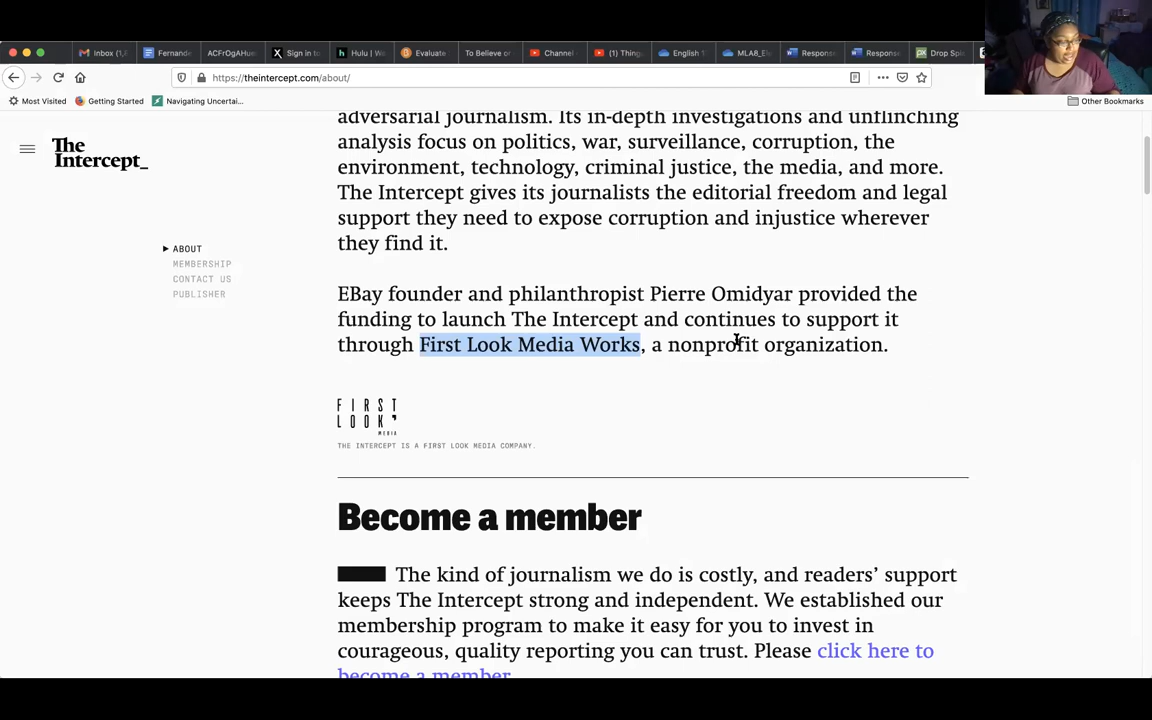 Inbox (1,
Fernande
ACFrOgAHue
Sign in to
Hulu | W
Evaluate
To Believe or
Channel
(1) Thing
English 1
MLA8_E
Respons
Respons
Drop Spi
https://theintercept.com/about/
Most Visited
Getting Started
Navigating Uncertai...
Other Bookmarks
The
Intercept_
ABOUT
MEMBERSHIP
CONTACT US
PUBLISHER
adversarial journalism. Its in-depth investigations and unflinching
analysis focus on politics, war, surveillance, corruption, the
environment, technology, criminal justice, the media, and more.
The Intercept gives its journalists the editorial freedom and legal
support they need to expose corruption and injustice wherever
they find it.
EBay founder and philanthropist Pierre Omidyar provided the
funding to launch The Intercept and continues to support it
through First Look Media Works, a nonprofit organization.
FIRST
LOOK
MEDIA
THE INTERCEPT IS A FIRST LOOK MEDIA COMPANY.
Become a member
The kind of journalism we do is costly, and readers’ support
keeps The Intercept strong and independent. We established our
membership program to make it easy for you to invest in
courageous, quality reporting you can trust. Please click here to
become a member